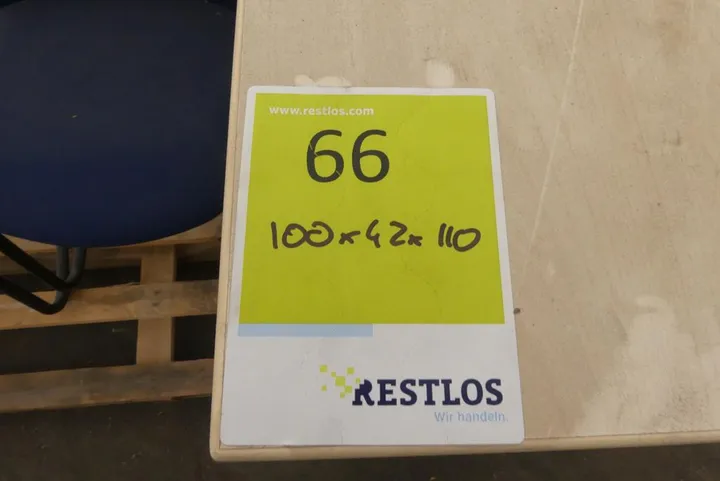 www.restlos.com
66
100x42x110
RESTLOS
Wir handeln.